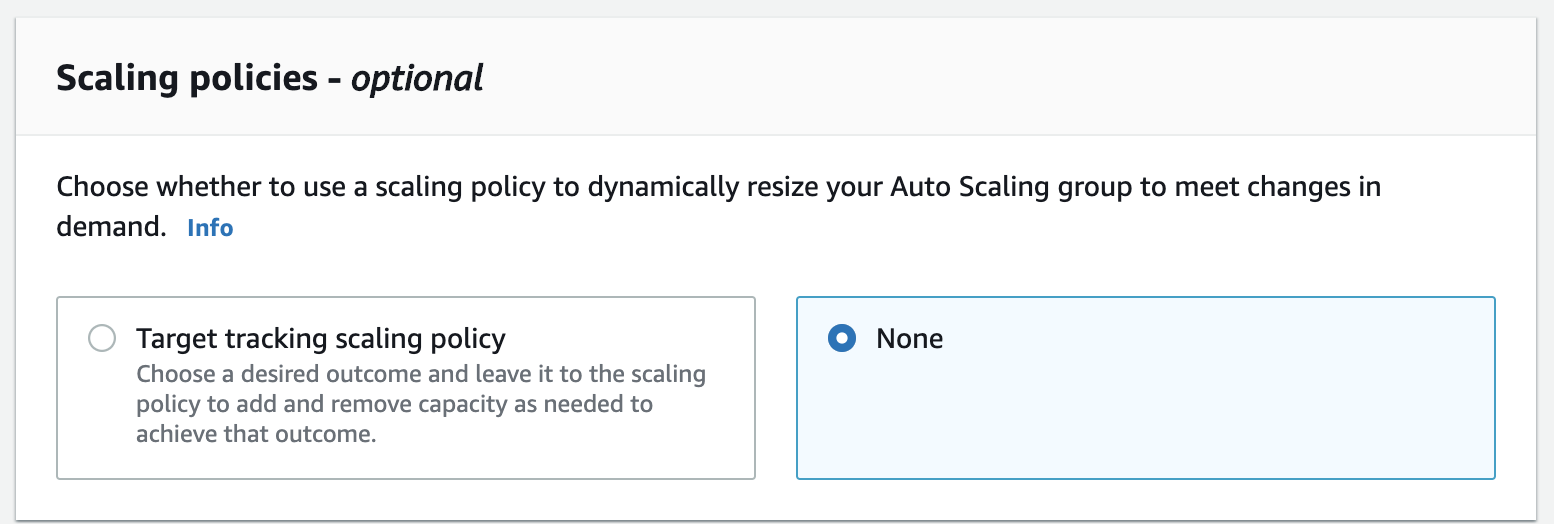 Scaling policies - optional
Choose whether to use a scaling policy to dynamically resize your Auto Scaling group to meet changes in
demand. Info
Target tracking scaling policy
Choose a desired outcome and leave it to the scaling
policy to add and remove capacity as needed to
achieve that outcome.
None